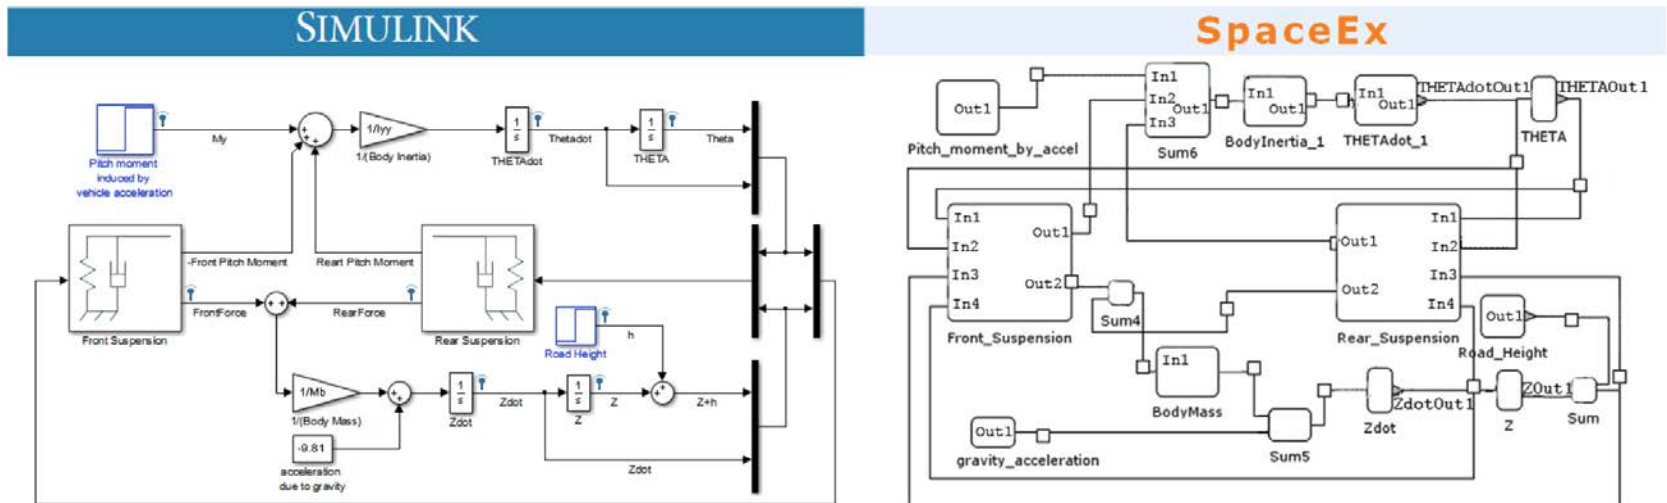 SIMULINK
My
Pitch moment
induced by
vehicle acceleration
1/Iyy
1/(Body Inertia)
1
s
THETAdot
Thetadot
1
s
THETA
Theta
-Front Pitch Moment
Reart Pitch Moment
FrontForce
RearForce
Front Suspension
Rear Suspension
Road Height
h
1/Mb
1/(Body Mass)
1
s
Zdot
Zdot
1
s
Z
Z
Z+h
-9.81
acceleration
due to gravity
Zdot
SpaceEx
Out1
Pitch_moment_by_accel
In1
In2
Out1
In3
Sum6
In1
Out1
BodyInertia_1
In1
Out1
THETAdot_1
THETAdotOut1
THETA
THETAOut1
In1
In2
In3
In4
Out1
Out2
Front_Suspension
Sum4
Out1
Out2
In1
In2
In3
In4
Rear_Suspension
Out1
Road_Height
In1
BodyMass
Out1
gravity_acceleration
Sum5
Zdot
ZdotOut1
Z
ZOut1
Sum